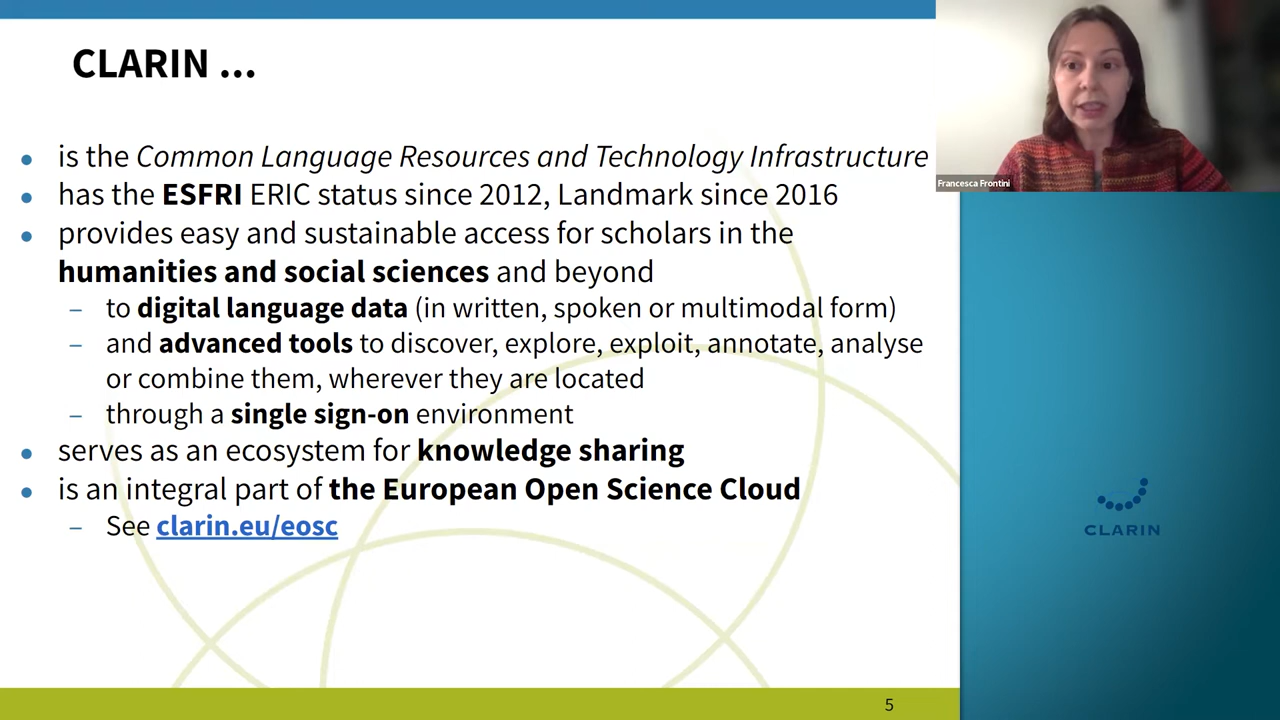 CLARIN ...
is the Common Language Resources and Technology Infrastructure
has the ESFRI ERIC status since 2012, Landmark since 2016
provides easy and sustainable access for scholars in the
humanities and social sciences and beyond
– to digital language data (in written, spoken or multimodal form)
– and advanced tools to discover, explore, exploit, annotate, analyse
or combine them, wherever they are located
– through a single sign-on environment
serves as an ecosystem for knowledge sharing
is an integral part of the European Open Science Cloud
– See clarin.eu/eosc
5
Francesca Frontini
CLARIN